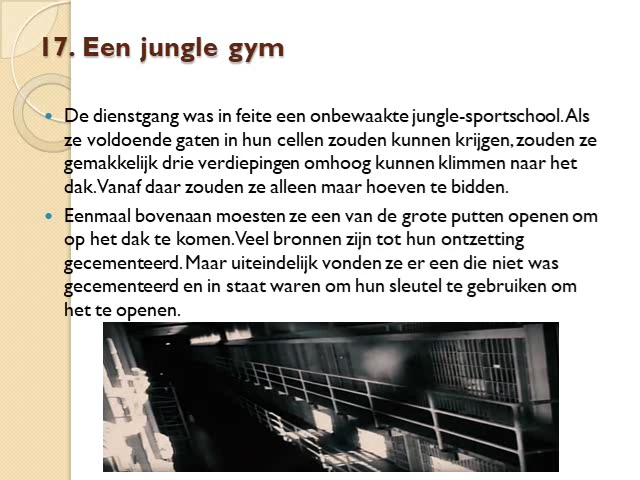 17. Een jungle gym
De dienstgang was in feite een onbewaakte jungle-sportschool. Als
ze voldoende gaten in hun cellen zouden kunnen krijgen, zouden ze
gemakkelijk drie verdiepingen omhoog kunnen klimmen naar het
dak. Vanaf daar zouden ze alleen maar hoeven te bidden.
Eenmaal bovenaan moesten ze een van de grote putten openen om
op het dak te komen. Veel bronnen zijn tot hun ontzetting
gecementeerd. Maar uiteindelijk vonden ze er een die niet was
gecementeerd en in staat waren om hun sleutel te gebruiken om
het te openen.